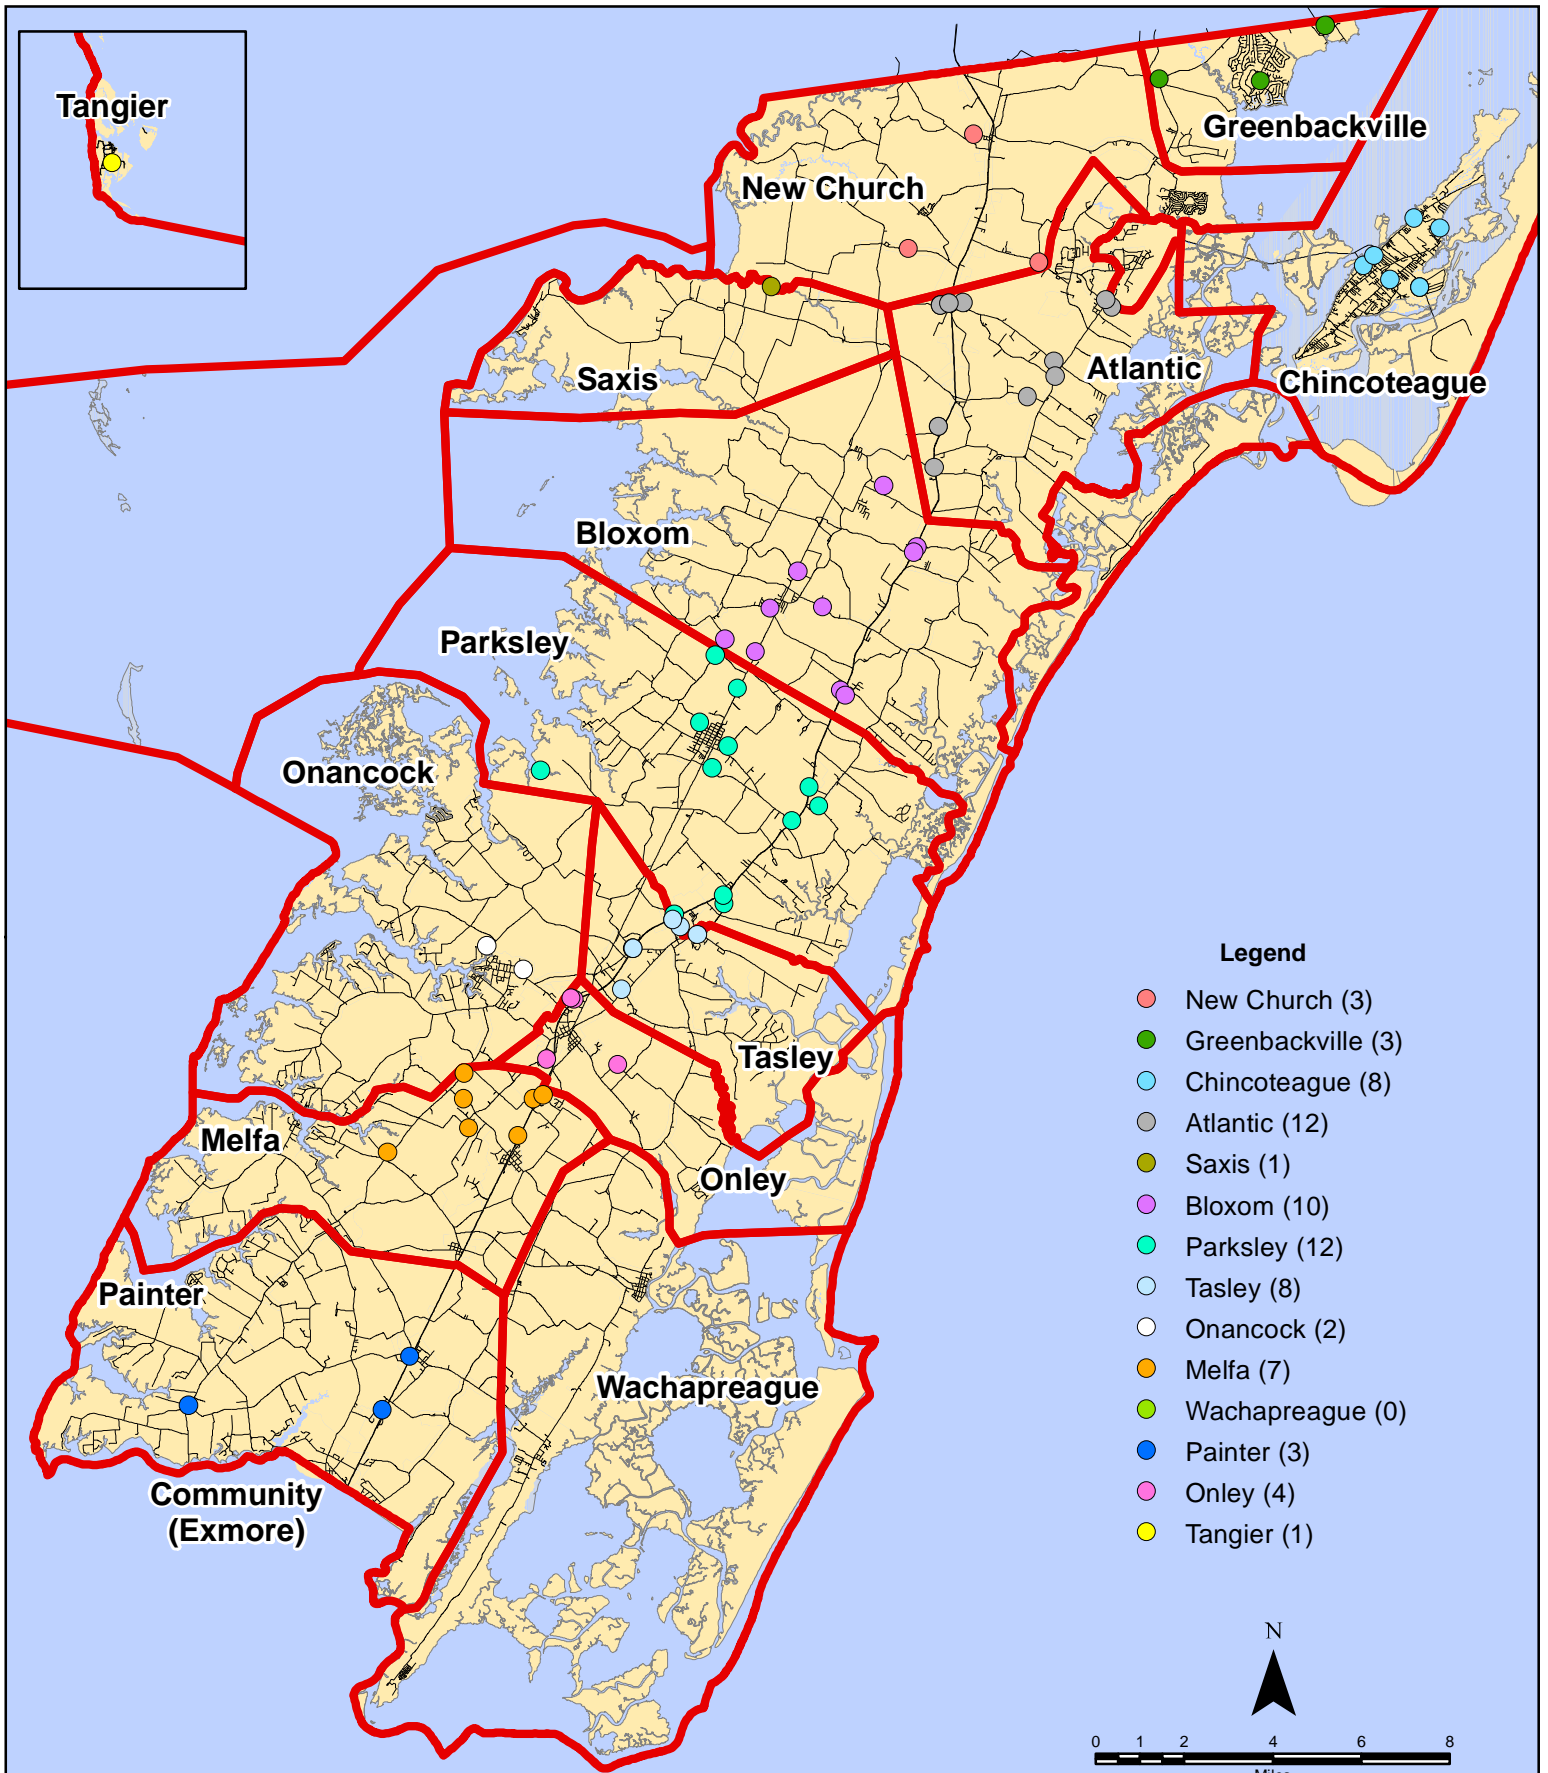 Tangier
Greenbackville
New Church
Saxis
Atlantic
Chincoteague
Bloxom
Parksley
Onancock
Tasley
Melfa
Onley
Painter
Wachapreague
Community
(Exmore)
Legend
New Church (3)
Greenbackville (3)
Chincoteague (8)
Atlantic (12)
Saxis (1)
Bloxom (10)
Parksley (12)
Tasley (8)
Onancock (2)
Melfa (7)
Wachapreague (0)
Painter (3)
Onley (4)
Tangier (1)
N
0 1 2 4 6 8
Miles